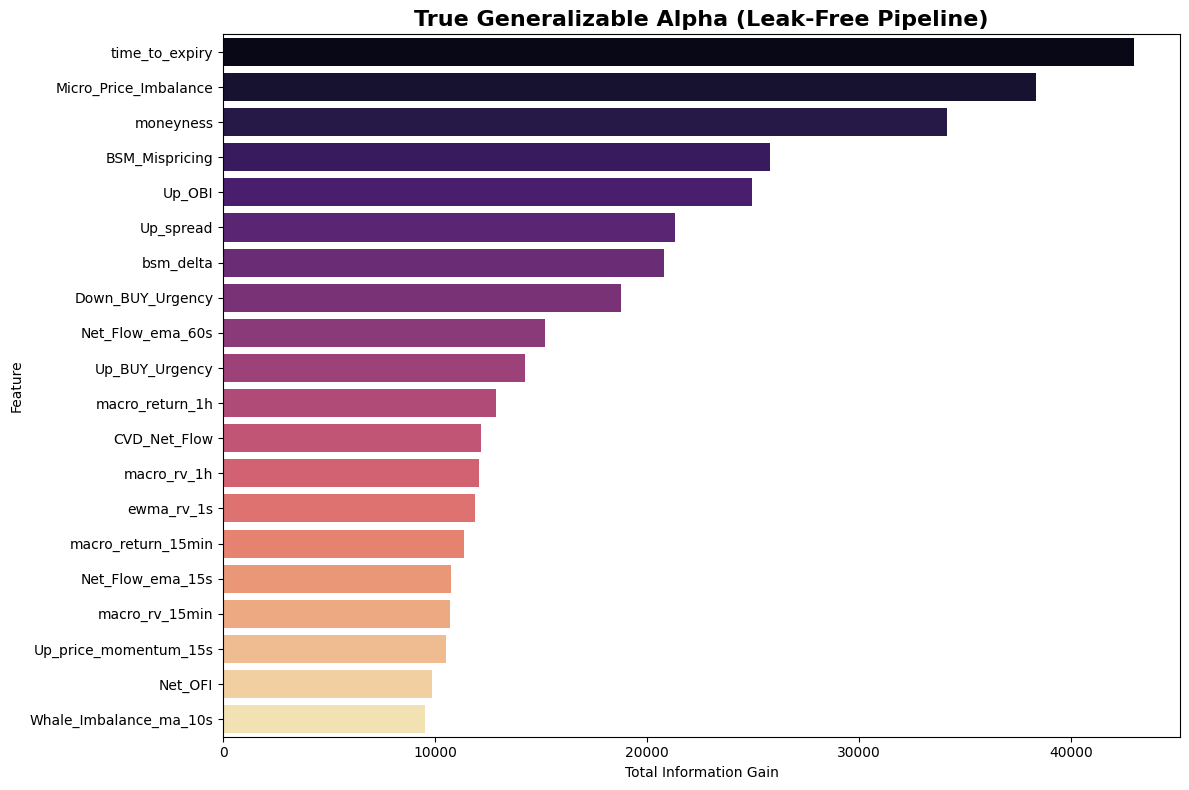 True Generalizable Alpha (Leak-Free Pipeline)
time_to_expiry
Micro_Price_Imbalance
moneyness
BSM_Mispricing
Up_OBI
Up_spread
bsm_delta
Down_BUY_Urgency
Net_Flow_ema_60s
Up_BUY_Urgency
macro_return_1h
CVD_Net_Flow
macro_rv_1h
ewma_rv_1s
macro_return_15min
Net_Flow_ema_15s
macro_rv_15min
Up_price_momentum_15s
Net_OFI
Whale_Imbalance_ma_10s
Feature
0 10000 20000 30000 40000
Total Information Gain